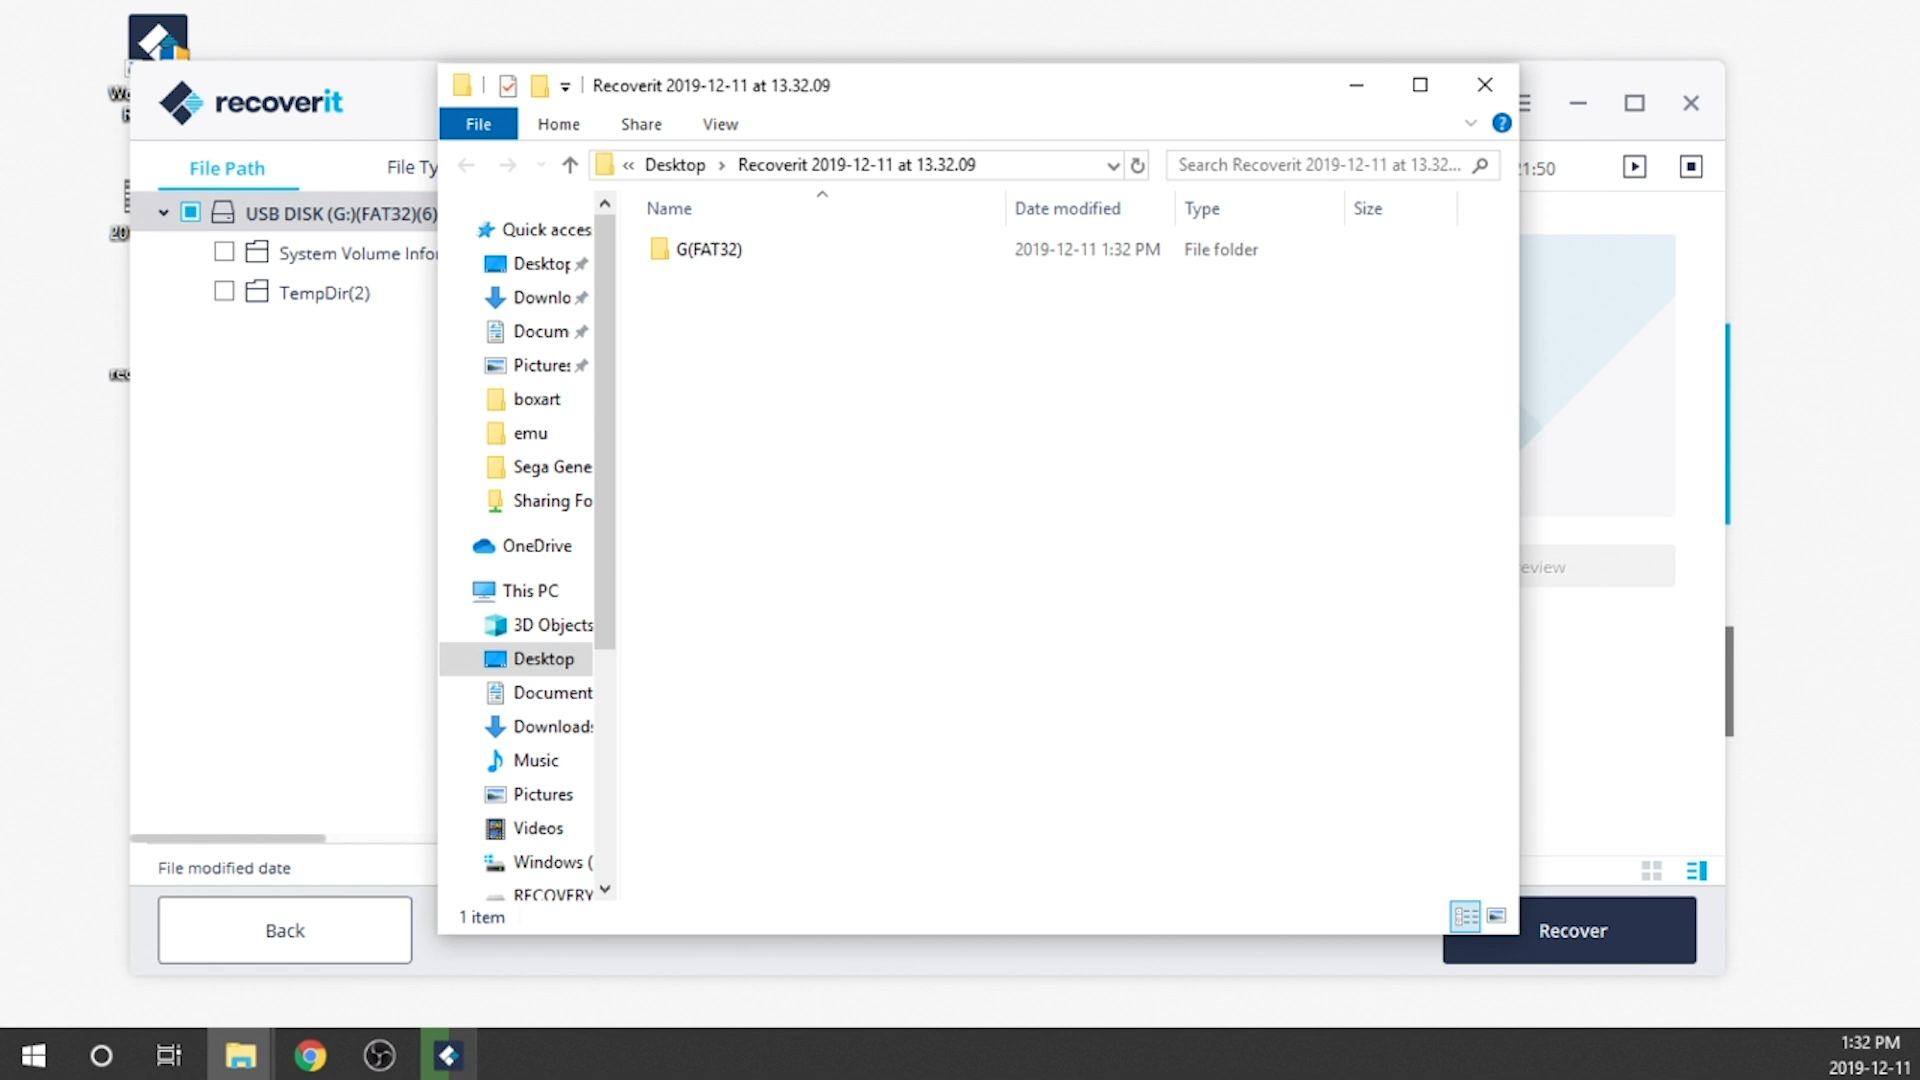 Recoverit 2019-12-11 at 13.32.09
recoverit
File
Home
Share
View
?
« Desktop › Recoverit 2019-12-11 at 13.32.09
Search Recoverit 2019-12-11 at 13.32...
File Path
File Ty
1:50
USB DISK (G:)(FAT32)(6)
System Volume Info
TempDir(2)
Name
Date modified
Type
Size
G(FAT32)
2019-12-11 1:32 PM
File folder
Quick acces
Desktop
Downlo
Docum
Pictures
boxart
emu
Sega Gene
Sharing Fo
OneDrive
This PC
3D Objects
Desktop
Document
Downloads
Music
Pictures
Videos
Windows (
RECOVERY
1 item
eview
File modified date
Back
Recover
1:32 PM
2019-12-11